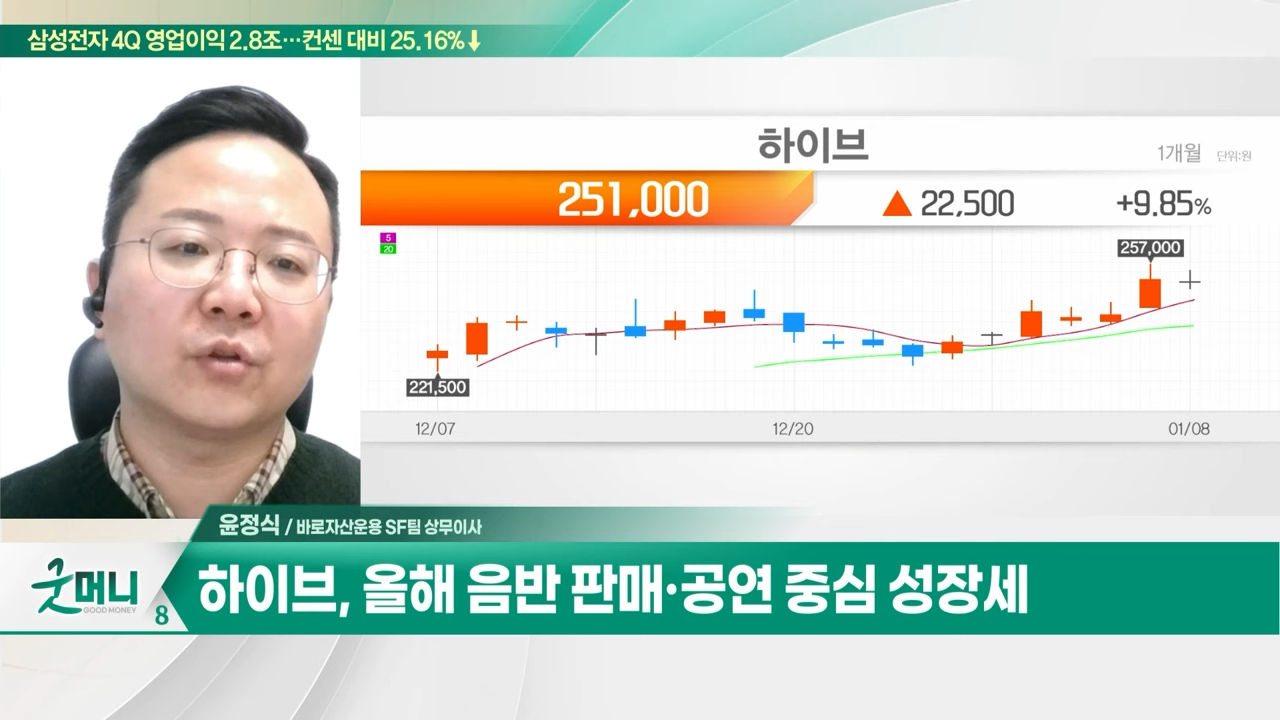 삼성전자 4Q 영업이익 2.8조…컨센 대비 25.16%⬇
하이브
1개월 단위:원
251,000 ▲ 22,500 +9.85%
5
20
257,000
221,500
12/07 12/20 01/08
윤정식 / 바로자산운용 SF팀 상무이사
굿머니
GOOD MONEY
8
하이브, 올해 음반 판매·공연 중심 성장세